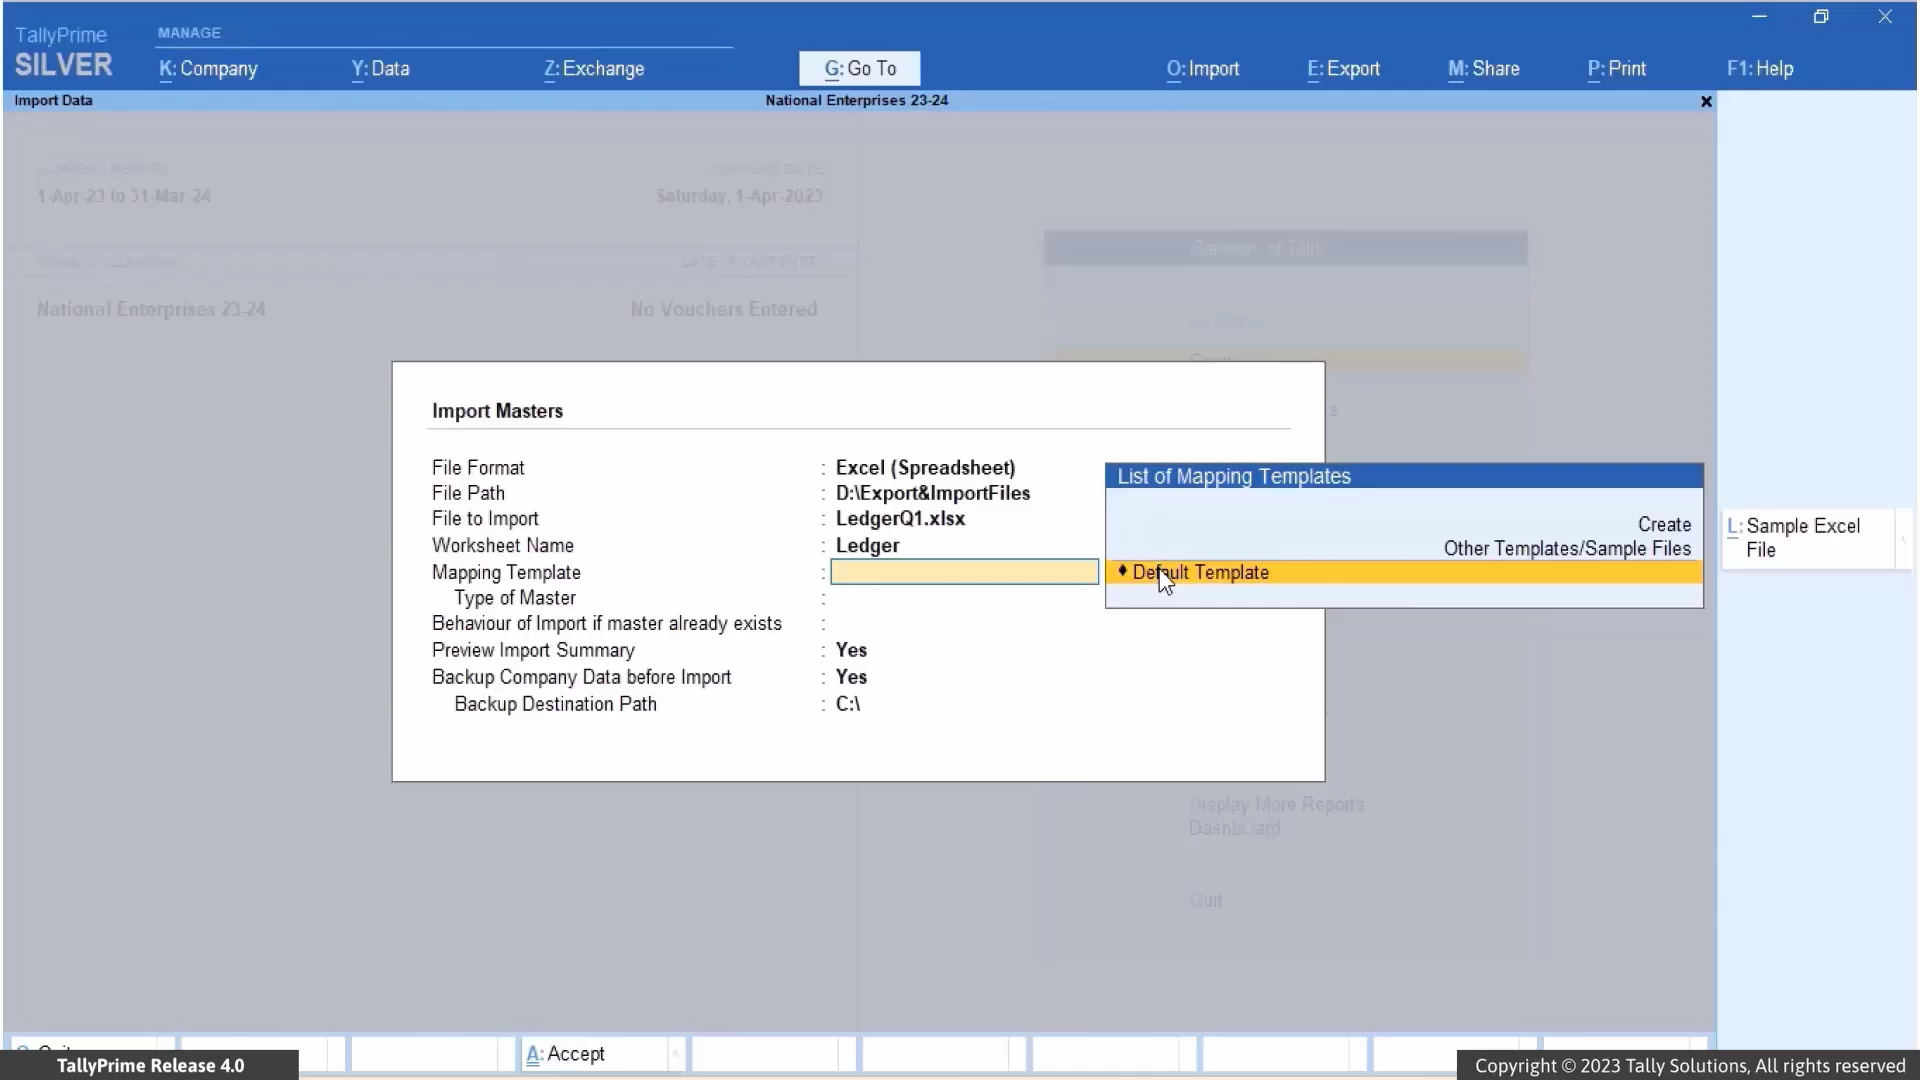 TallyPrime
SILVER
MANAGE
K: Company
Y: Data
Z: Exchange
G: Go To
O: Import
E: Export
M: Share
P: Print
F1: Help
Import Data
National Enterprises 23-24
1-Apr-23 to 31-Mar-24
Saturday, 1-Apr-2023
National Enterprises 23-24
No Vouchers Entered
Gateway of Tally
Import Masters
File Format : Excel (Spreadsheet)
File Path : D:\Export&ImportFiles
File to Import : LedgerQ1.xlsx
Worksheet Name : Ledger
Mapping Template :
Type of Master :
Behaviour of Import if master already exists :
Preview Import Summary : Yes
Backup Company Data before Import : Yes
Backup Destination Path : C:\
List of Mapping Templates
Create
Other Templates/Sample Files
Default Template
L: Sample Excel
File
Display More Reports
Dashboard
Quit
A: Accept
TallyPrime Release 4.0
Copyright © 2023 Tally Solutions, All rights reserved